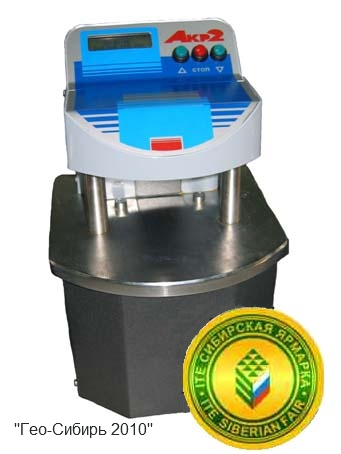 АКР2
△ СТОП ▽
ITE СИБИРСКАЯ ЯРМАРКА
ITE SIBERIAN FAIR
"Гео-Сибирь 2010"